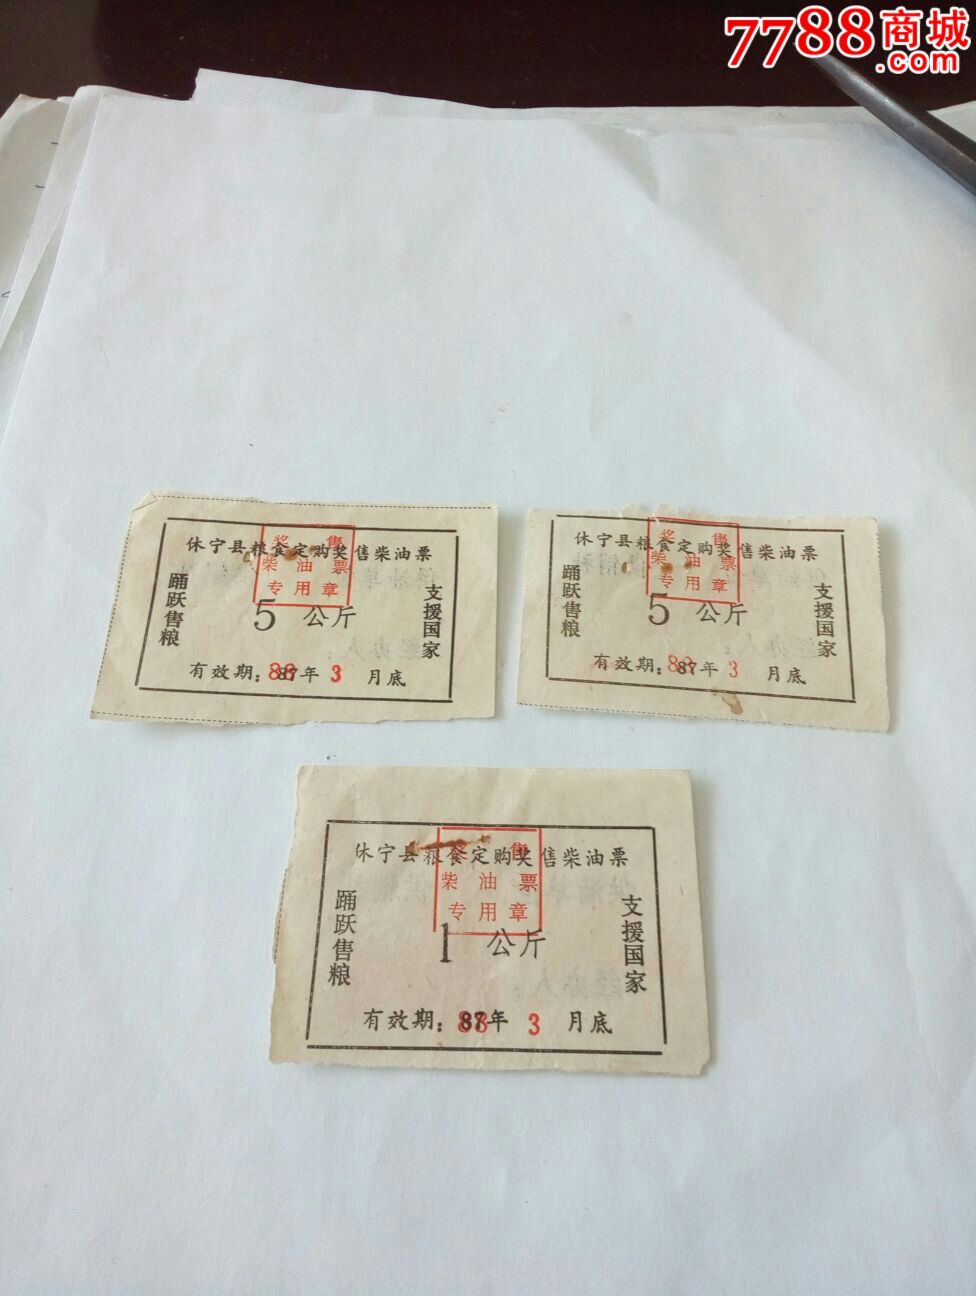 7788商城
.com
休宁县粮食定购奖售柴油票
奖售
柴油票
专用章
踊跃售粮
5公斤
支援国家
有效期：87年3月底
88
休宁县粮食定购奖售柴油票
奖售
柴油票
专用章
踊跃售粮
5公斤
支援国家
有效期：87年3月底
88
休宁县粮食定购奖售柴油票
售
柴油票
专用章
踊跃售粮
1公斤
支援国家
有效期：87年3月底
88